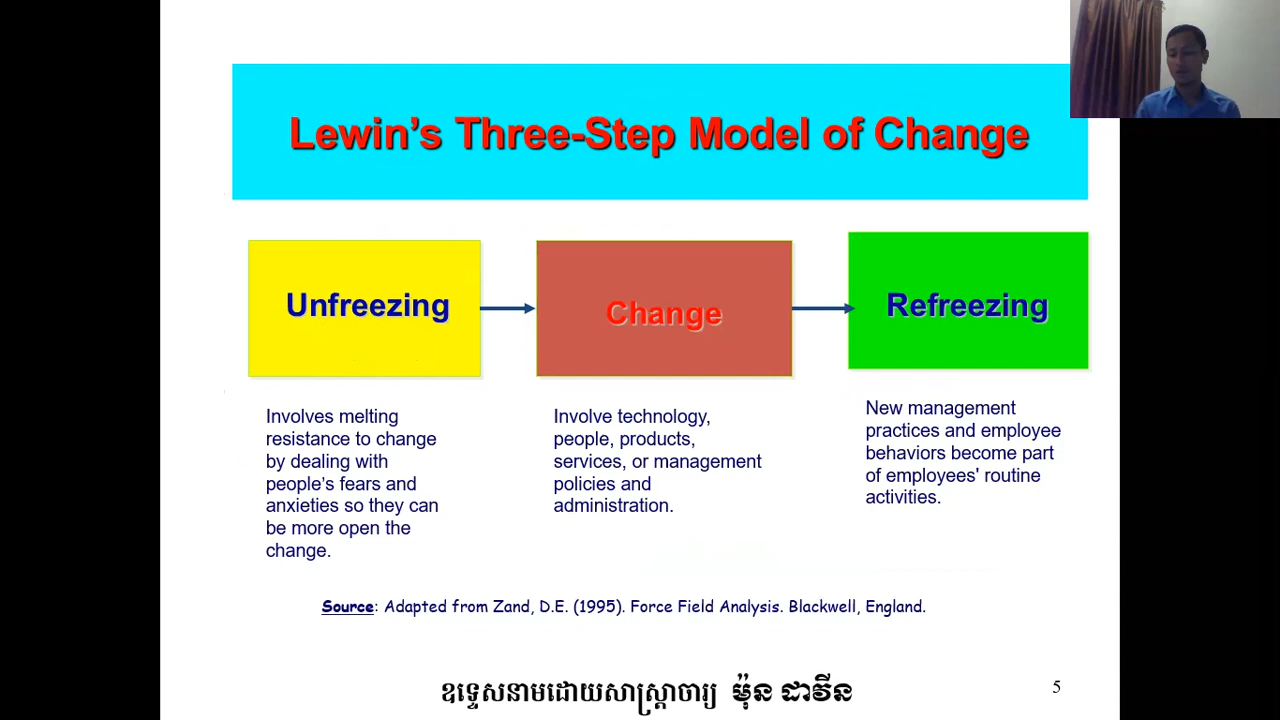 Lewin's Three-Step Model of Change
Unfreezing
Change
Refreezing
Involves melting
resistance to change
by dealing with
people's fears and
anxieties so they can
be more open the
change.
Involve technology,
people, products,
services, or management
policies and
administration.
New management
practices and employee
behaviors become part
of employees' routine
activities.
Source: Adapted from Zand, D.E. (1995). Force Field Analysis. Blackwell, England.
ឧទ្ទេសនាមដោយសាស្ត្រាចារ្យ ម៉ុន ដាវីន
5